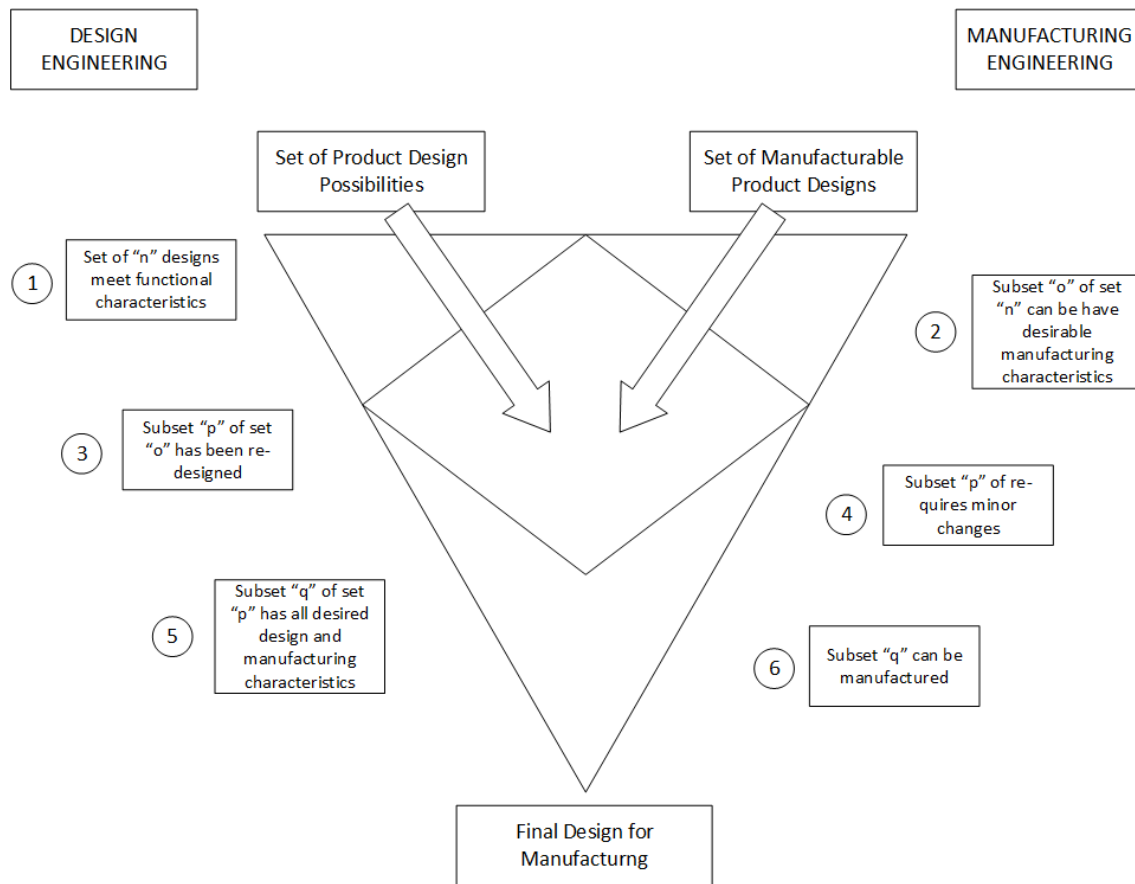 DESIGN
ENGINEERING
MANUFACTURING
ENGINEERING
Set of Product Design
Possibilities
Set of Manufacturable
Product Designs
1
Set of “n” designs
meet functional
characteristics
2
Subset “o” of set
“n” can be have
desirable
manufacturing
characteristics
3
Subset “p” of set
“o” has been re-
designed
4
Subset “p” of re-
quires minor
changes
5
Subset “q” of set
“p” has all desired
design and
manufacturing
characteristics
6
Subset “q” can be
manufactured
Final Design for
Manufacturng